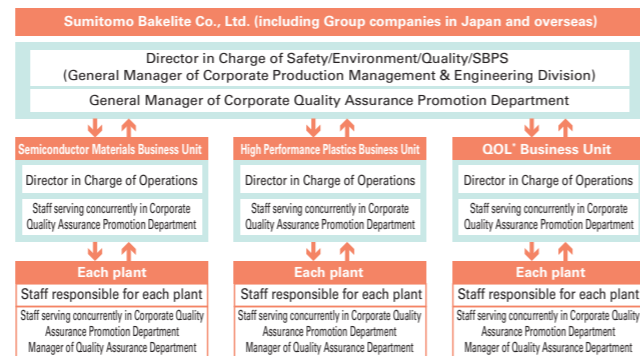 Sumitomo Bakelite Co., Ltd. (including Group companies in Japan and overseas)
Director in Charge of Safety/Environment/Quality/SBPS
(General Manager of Corporate Production Management & Engineering Division)
General Manager of Corporate Quality Assurance Promotion Department
Semiconductor Materials Business Unit
Director in Charge of Operations
Staff serving concurrently in Corporate
Quality Assurance Promotion Department
Each plant
Staff responsible for each plant
Staff serving concurrently in Corporate Quality
Assurance Promotion Department
Manager of Quality Assurance Department
High Performance Plastics Business Unit
Director in Charge of Operations
Staff serving concurrently in Corporate
Quality Assurance Promotion Department
Each plant
Staff responsible for each plant
Staff serving concurrently in Corporate Quality
Assurance Promotion Department
Manager of Quality Assurance Department
QOL* Business Unit
Director in Charge of Operations
Staff serving concurrently in Corporate
Quality Assurance Promotion Department
Each plant
Staff responsible for each plant
Staff serving concurrently in Corporate Quality
Assurance Promotion Department
Manager of Quality Assurance Department